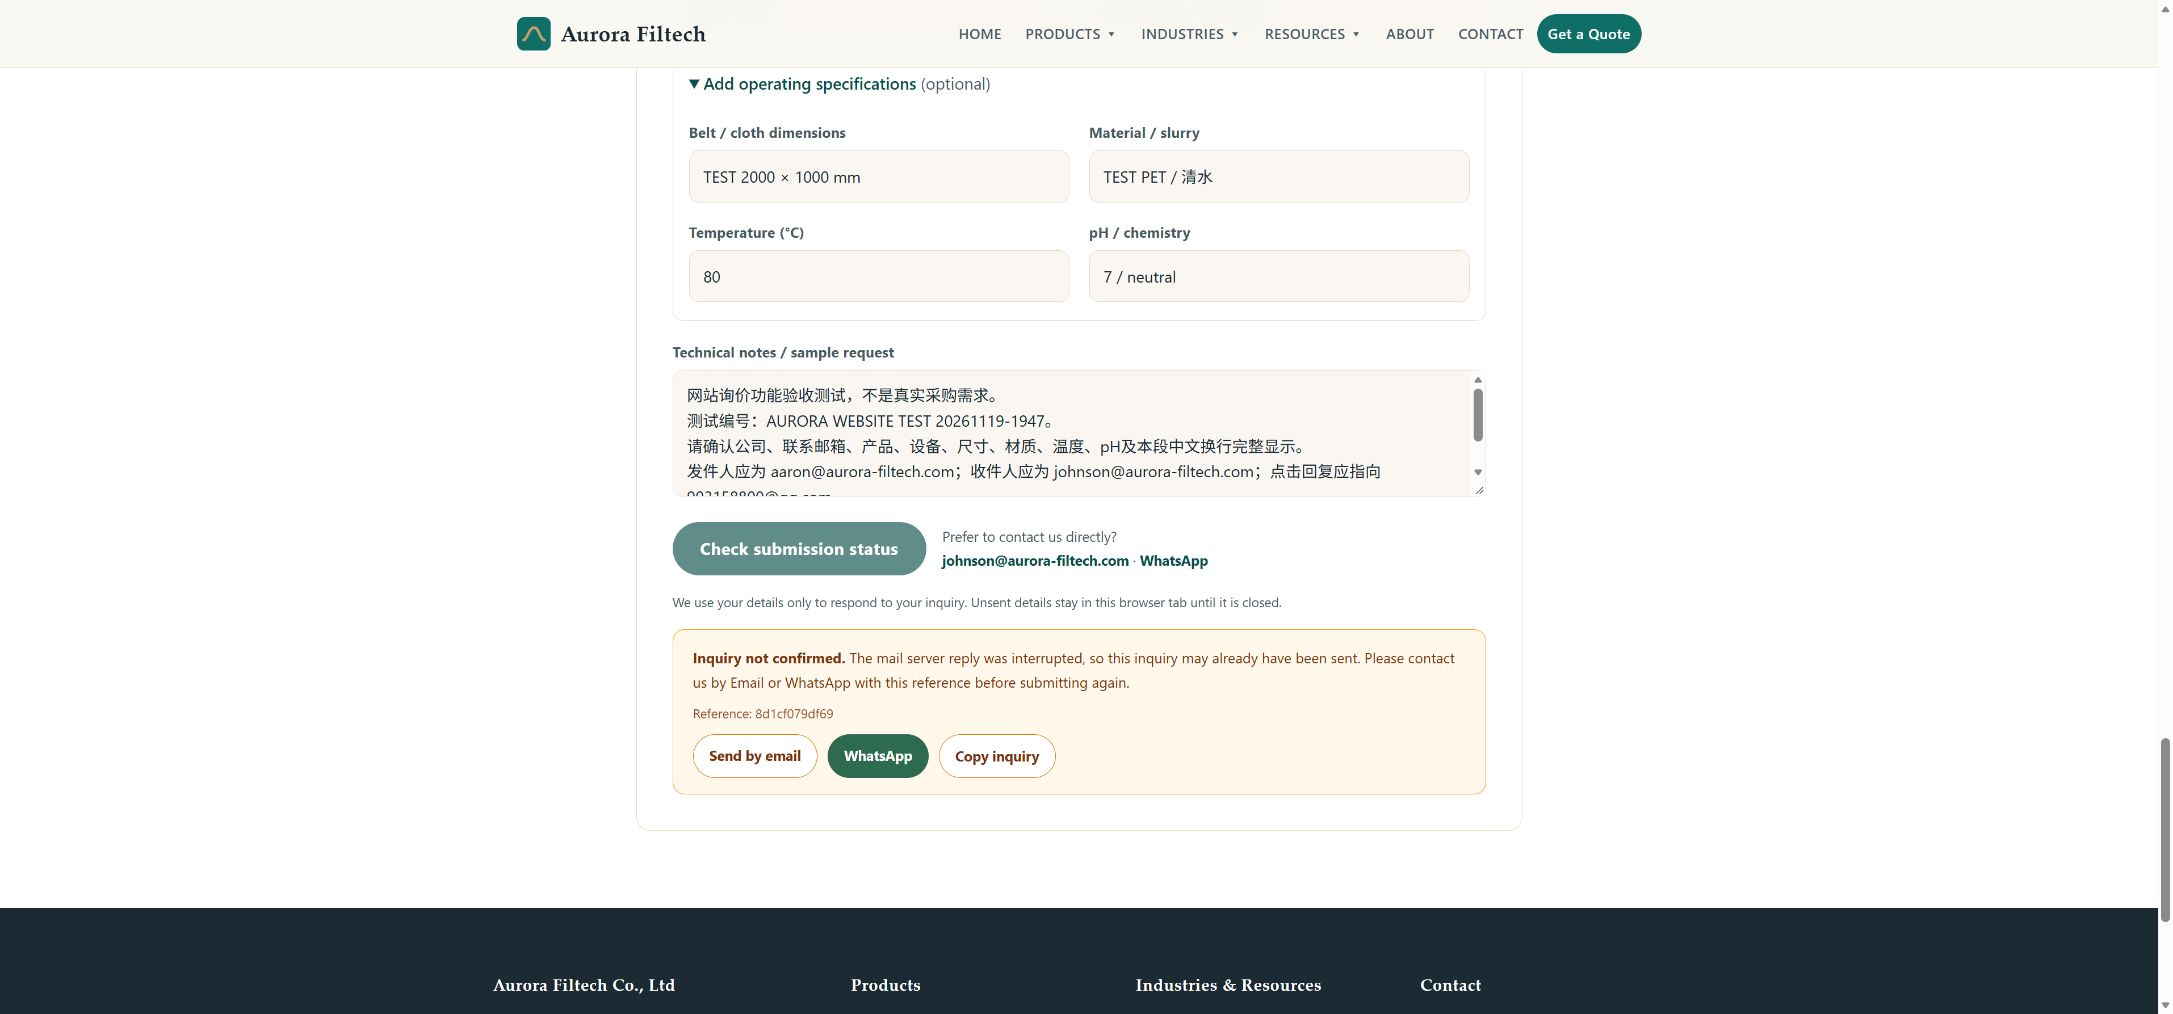 Aurora Filtech
HOME PRODUCTS ▼ INDUSTRIES ▼ RESOURCES ▼ ABOUT CONTACT Get a Quote
▼ Add operating specifications (optional)
Belt / cloth dimensions
Material / slurry
TEST 2000 × 1000 mm
TEST PET / 清水
Temperature (°C)
pH / chemistry
80
7 / neutral
Technical notes / sample request
网站询价功能验收测试，不是真实采购需求。
测试编号：AURORA WEBSITE TEST 20261119-1947。
请确认公司、联系邮箱、产品、设备、尺寸、材质、温度、pH及本段中文换行完整显示。
发件人应为 aaron@aurora-filtech.com；收件人应为 johnson@aurora-filtech.com；点击回复应指向
Check submission status
Prefer to contact us directly?
johnson@aurora-filtech.com · WhatsApp
We use your details only to respond to your inquiry. Unsent details stay in this browser tab until it is closed.
Inquiry not confirmed. The mail server reply was interrupted, so this inquiry may already have been sent. Please contact
us by Email or WhatsApp with this reference before submitting again.
Reference: 8d1cf079df69
Send by email
WhatsApp
Copy inquiry
Aurora Filtech Co., Ltd
Products
Industries & Resources
Contact